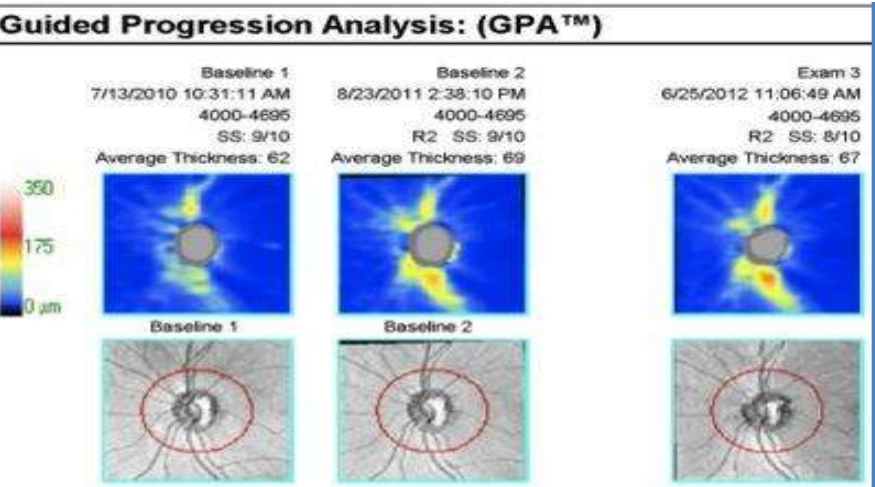 Guided Progression Analysis: (GPA™)
Baseline 1
7/13/2010 10:31:11 AM
4000-4695
SS: 9/10
Average Thickness: 62
Baseline 2
8/23/2011 2:38:10 PM
4000-4695
R2 SS: 9/10
Average Thickness: 69
Exam 3
6/25/2012 11:06:49 AM
4000-4695
R2 SS: 8/10
Average Thickness: 67
350
175
0 µm
Baseline 1
Baseline 2